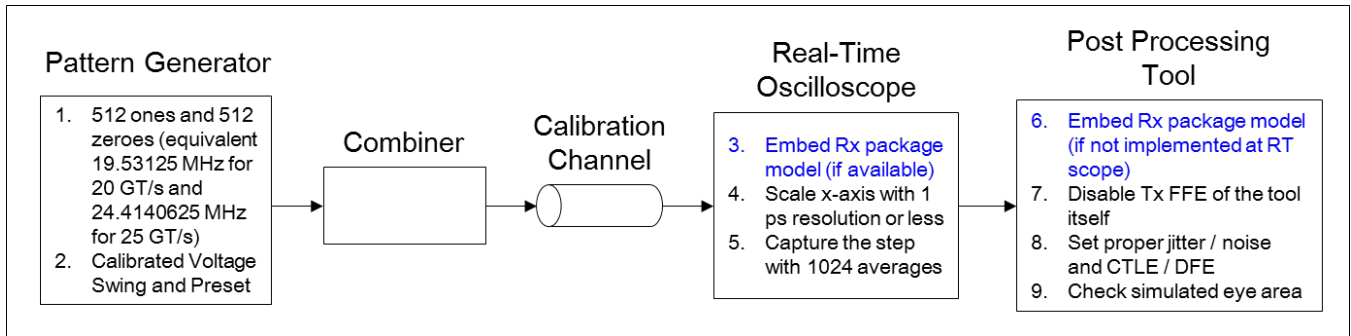 Pattern Generator
1. 512 ones and 512
zeroes (equivalent
19.53125 MHz for
20 GT/s and
24.4140625 MHz
for 25 GT/s)
2. Calibrated Voltage
Swing and Preset
Combiner
Calibration
Channel
Real-Time
Oscilloscope
3. Embed Rx package
model (if available)
4. Scale x-axis with 1
ps resolution or less
5. Capture the step
with 1024 averages
Post Processing
Tool
6. Embed Rx package model
(if not implemented at RT
scope)
7. Disable Tx FFE of the tool
itself
8. Set proper jitter / noise
and CTLE / DFE
9. Check simulated eye area